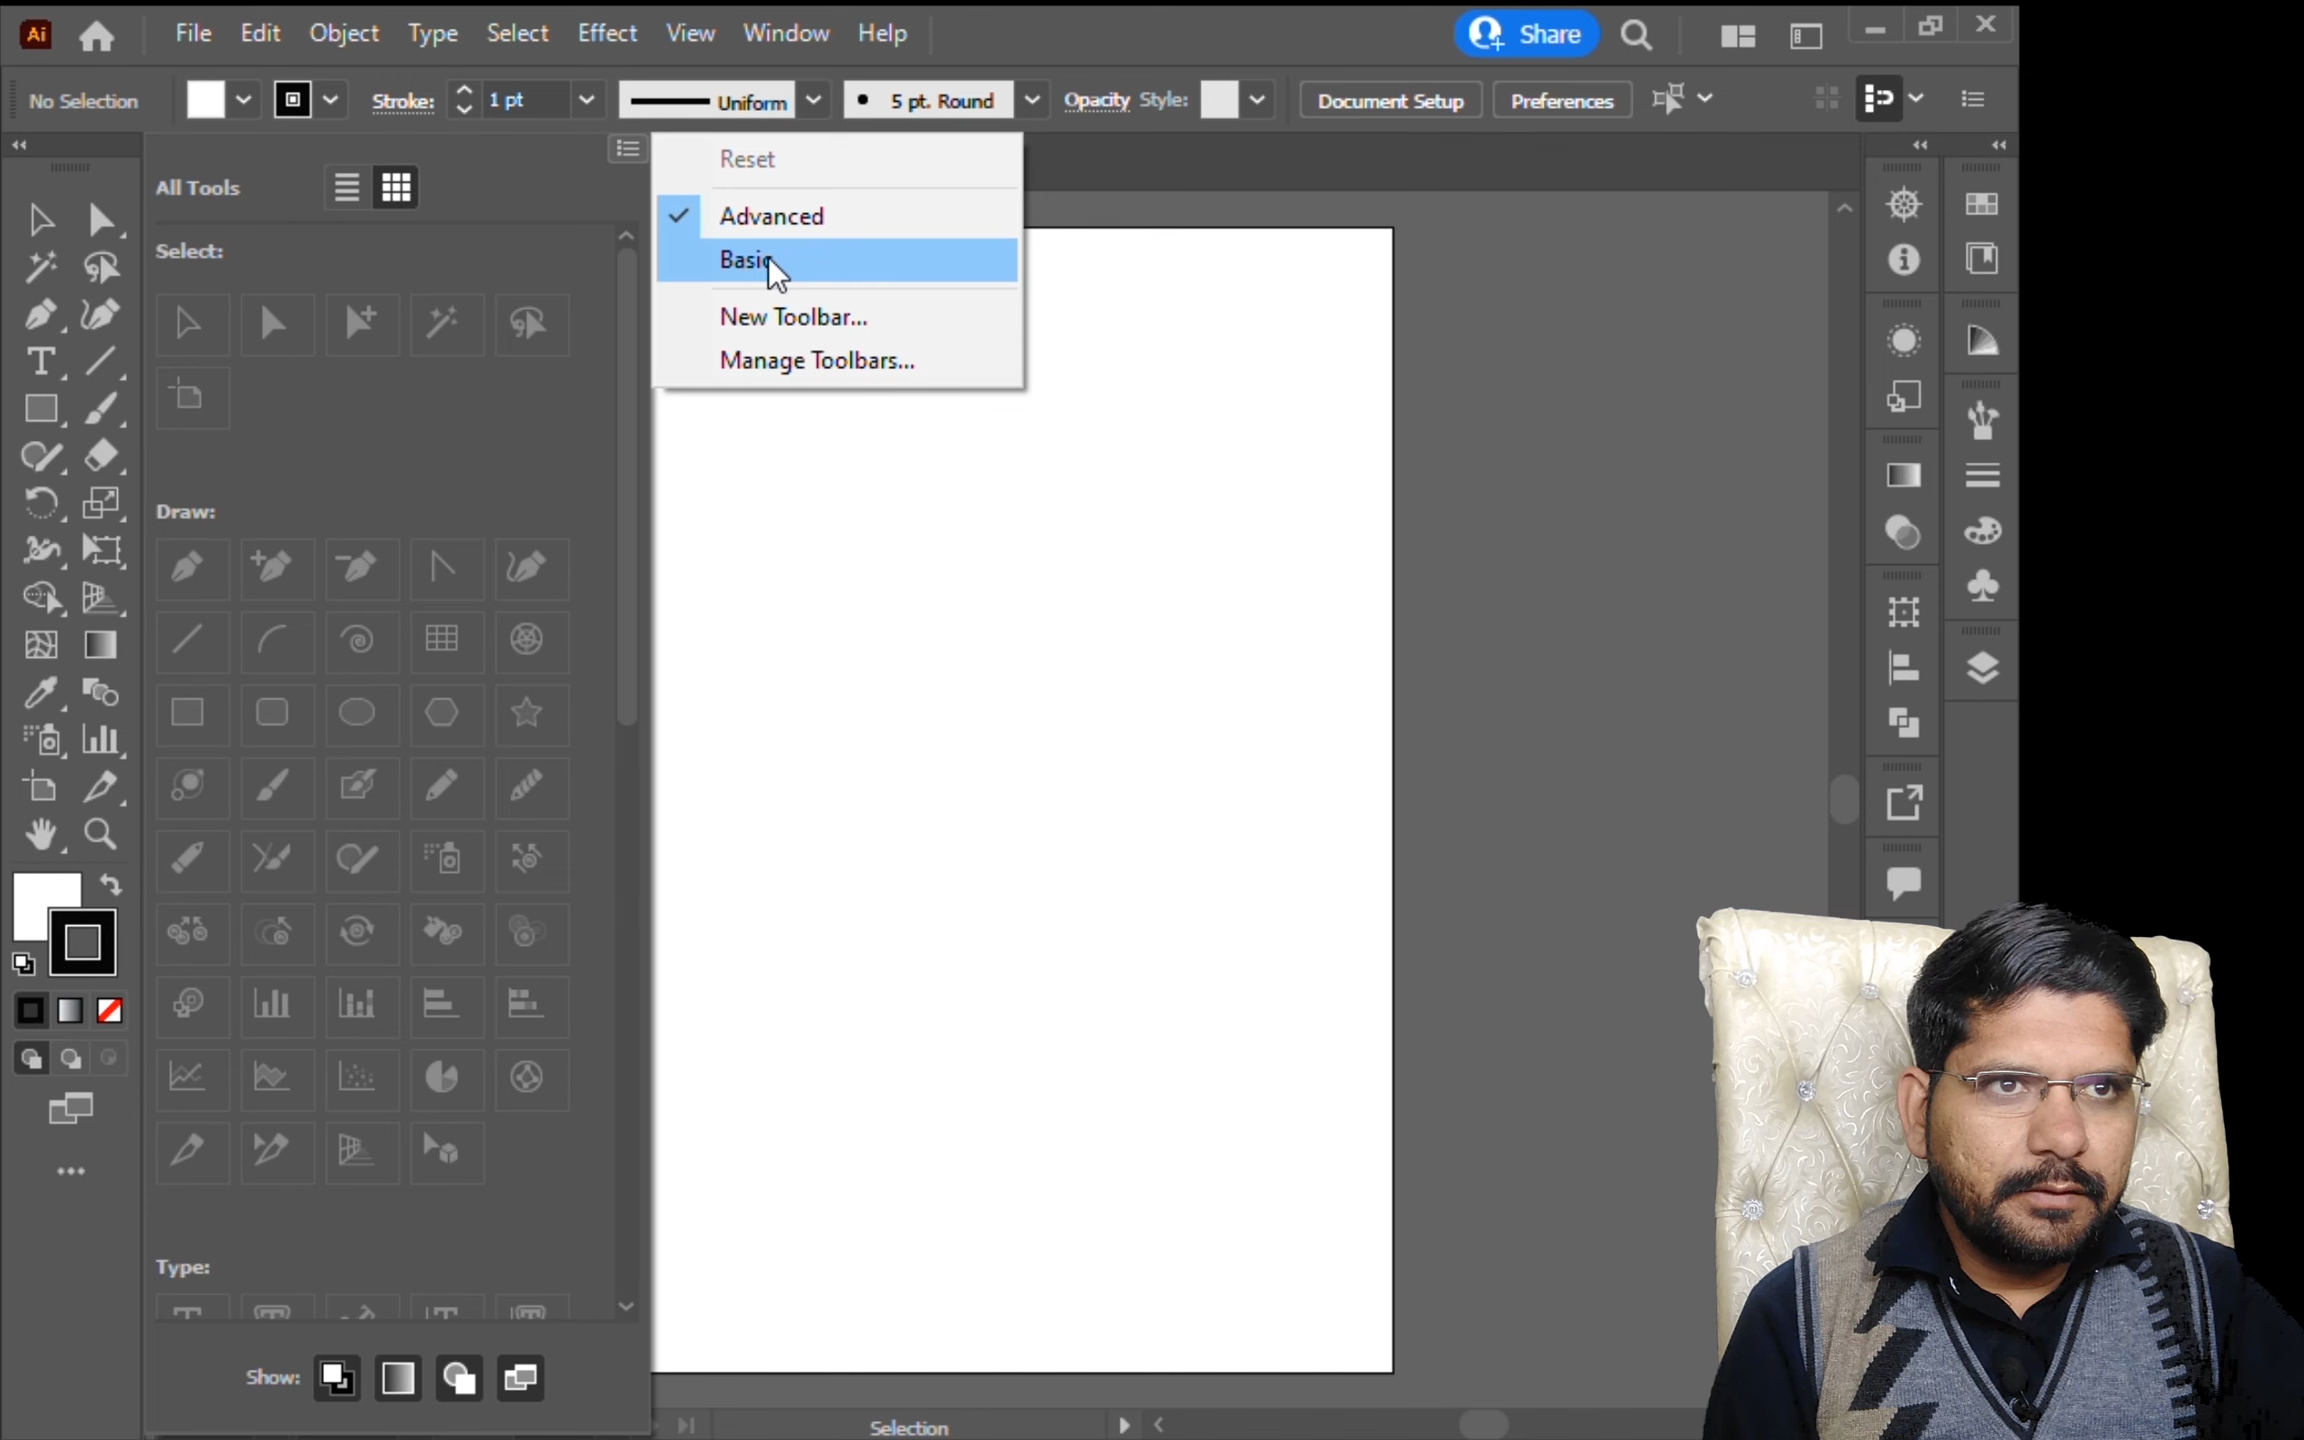 Ai File Edit Object Type Select Effect View Window Help Share
No Selection Stroke: 1 pt Uniform 5 pt. Round Opacity Style: Document Setup Preferences
All Tools
Select:
Draw:
Type:
Show:
Reset
Advanced
Basic
New Toolbar...
Manage Toolbars...
Selection